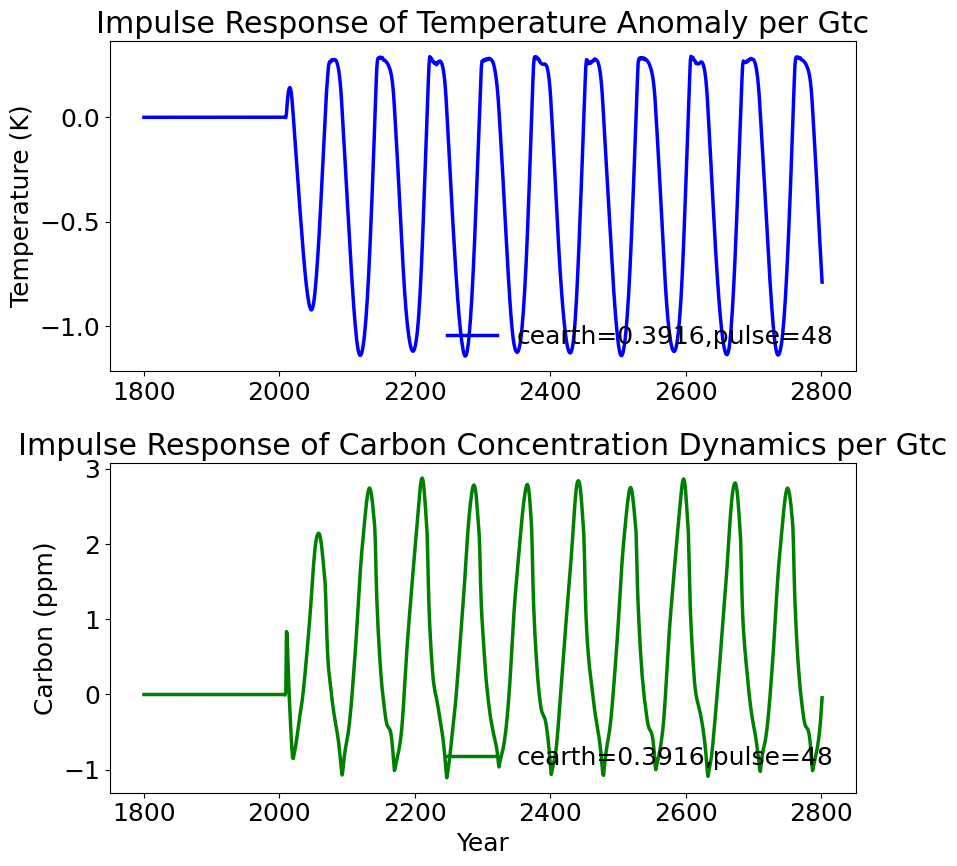 Impulse Response of Temperature Anomaly per Gtc
Temperature (K)
0.0
−0.5
−1.0
cearth=0.3916,pulse=48
1800 2000 2200 2400 2600 2800
Impulse Response of Carbon Concentration Dynamics per Gtc
Carbon (ppm)
3
2
1
0
−1
cearth=0.3916,pulse=48
1800 2000 2200 2400 2600 2800
Year